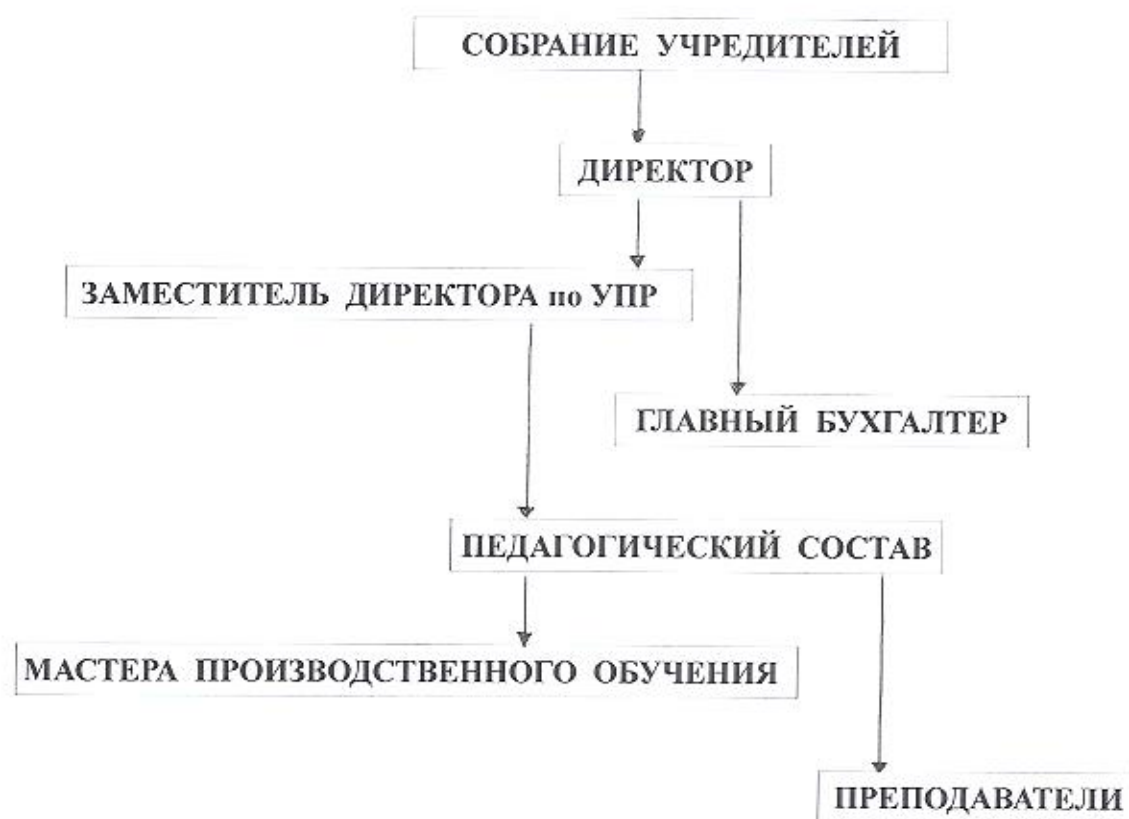 СОБРАНИЕ УЧРЕДИТЕЛЕЙ
ДИРЕКТОР
ЗАМЕСТИТЕЛЬ ДИРЕКТОРА по УПР
ГЛАВНЫЙ БУХГАЛТЕР
ПЕДАГОГИЧЕСКИЙ СОСТАВ
МАСТЕРА ПРОИЗВОДСТВЕННОГО ОБУЧЕНИЯ
ПРЕПОДАВАТЕЛИ